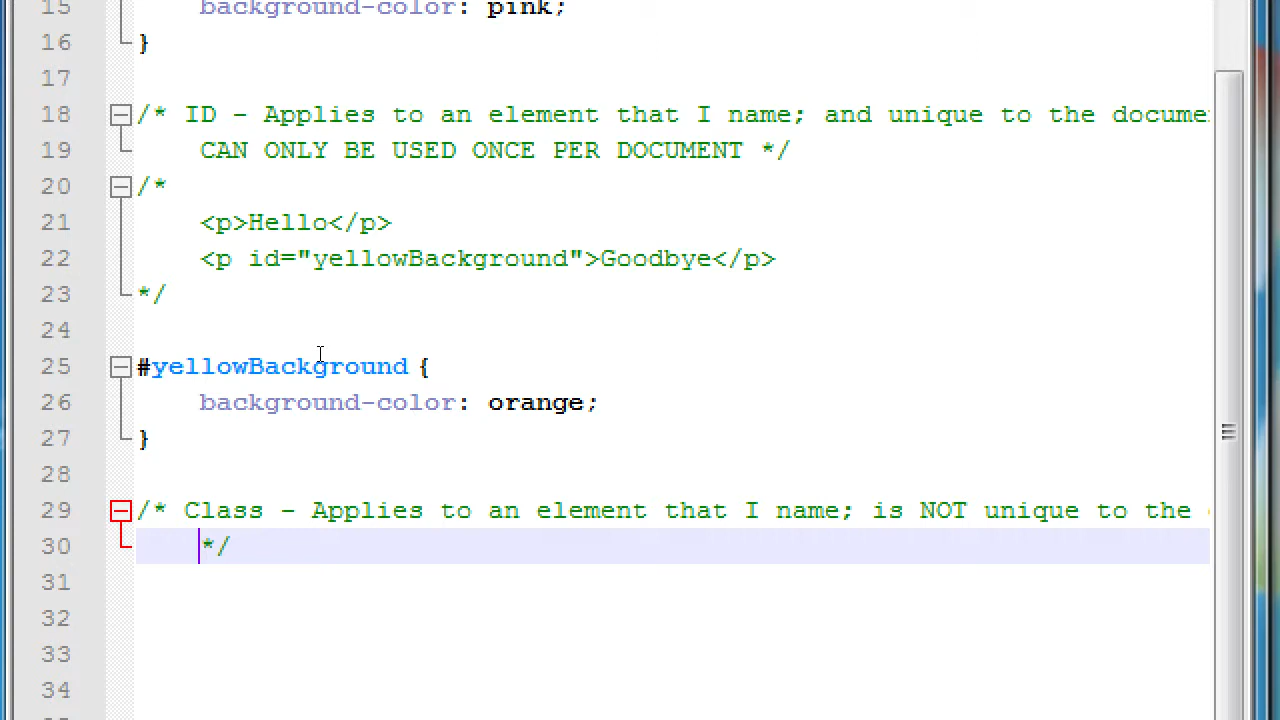 15 background-color: pink;
16 }
17
18 /* ID - Applies to an element that I name; and unique to the docume
19 CAN ONLY BE USED ONCE PER DOCUMENT */
20 /*
21 <p>Hello</p>
22 <p id="yellowBackground">Goodbye</p>
23 */
24
25 #yellowBackground {
26 background-color: orange;
27 }
28
29 /* Class - Applies to an element that I name; is NOT unique to the
30 */
31
32
33
34